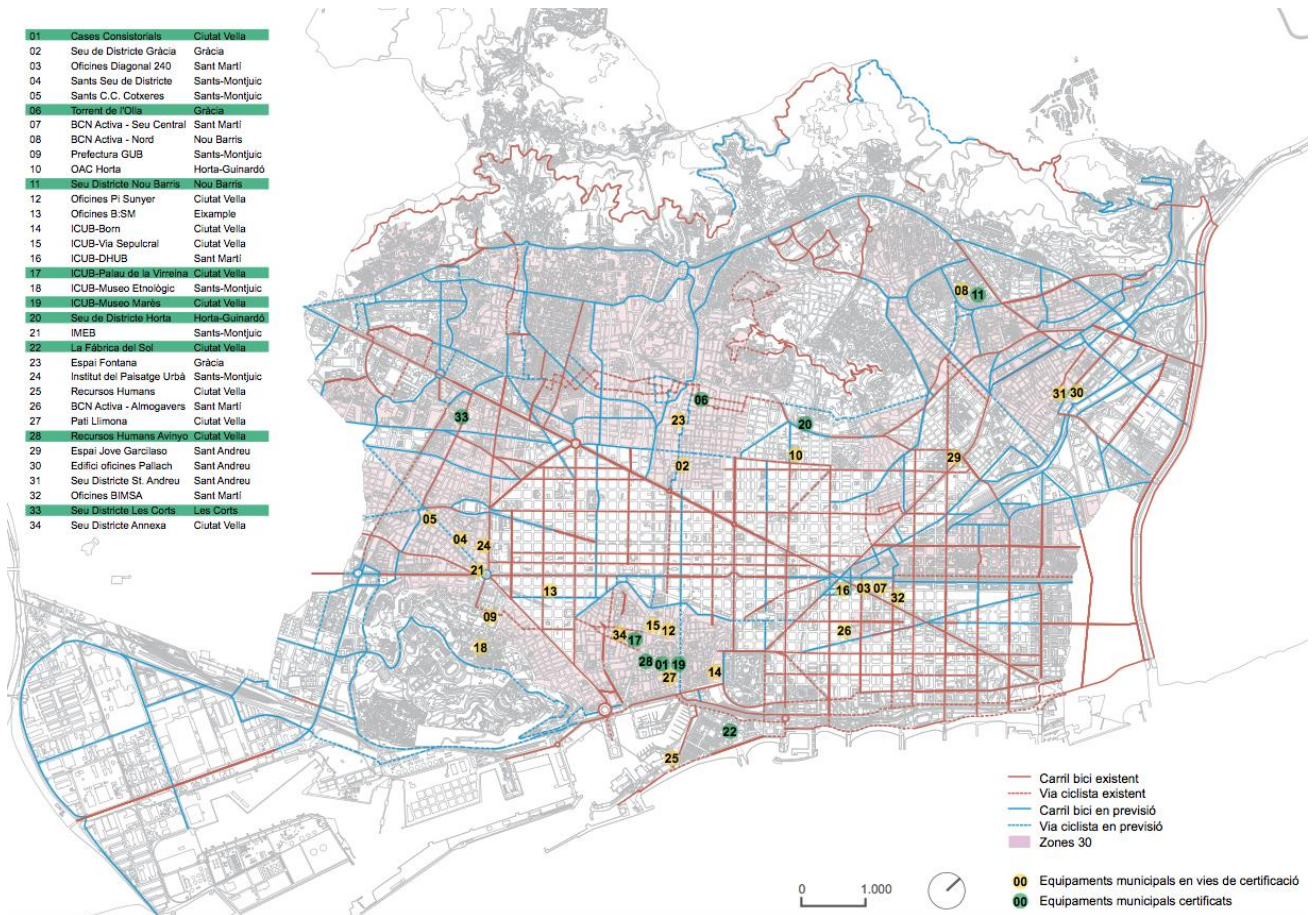 01 Cases Consistorials Ciutat Vella
02 Seu de Districte Gràcia Gràcia
03 Oficines Diagonal 240 Sant Martí
04 Sants Seu de Districte Sants-Montjuic
05 Sants C.C. Cotxeres Sants-Montjuic
06 Torrent de l'Olla Gràcia
07 BCN Activa - Seu Central Sant Martí
08 BCN Activa - Nord Nou Barris
09 Prefectura GUB Sants-Montjuic
10 OAC Horta Horta-Guinardó
11 Seu Districte Nou Barris Nou Barris
12 Oficines Pi Sunyer Ciutat Vella
13 Oficines B:SM Eixample
14 ICUB-Born Ciutat Vella
15 ICUB-Via Sepulcral Ciutat Vella
16 ICUB-DHUB Sant Martí
17 ICUB-Palau de la Virreina Ciutat Vella
18 ICUB-Museo Etnològic Sants-Montjuic
19 ICUB-Museo Marès Ciutat Vella
20 Seu de Districte Horta Horta-Guinardó
21 IMEB Sants-Montjuic
22 La Fàbrica del Sol Ciutat Vella
23 Espai Fontana Gràcia
24 Institut del Paisatge Urbà Sants-Montjuic
25 Recursos Humans Ciutat Vella
26 BCN Activa - Almogavers Sant Martí
27 Pati Llimona Ciutat Vella
28 Recursos Humans Avinyo Ciutat Vella
29 Espai Jove Garcilaso Sant Andreu
30 Edifici oficines Pallach Sant Andreu
31 Seu Districte St. Andreu Sant Andreu
32 Oficines BIMSA Sant Martí
33 Seu Districte Les Corts Les Corts
34 Seu Districte Annexa Ciutat Vella
08 11
31 30
06
33
23
20
02
10
29
05
04
24
21
13
16 03 07
32
09
34 17
15 12
26
18
28 01 19
27
14
22
25
Carril bici existent
Via ciclista existent
Carril bici en previsió
Via ciclista en previsió
Zones 30
00 Equipaments municipals en vies de certificació
00 Equipaments municipals certificats
0 1.000